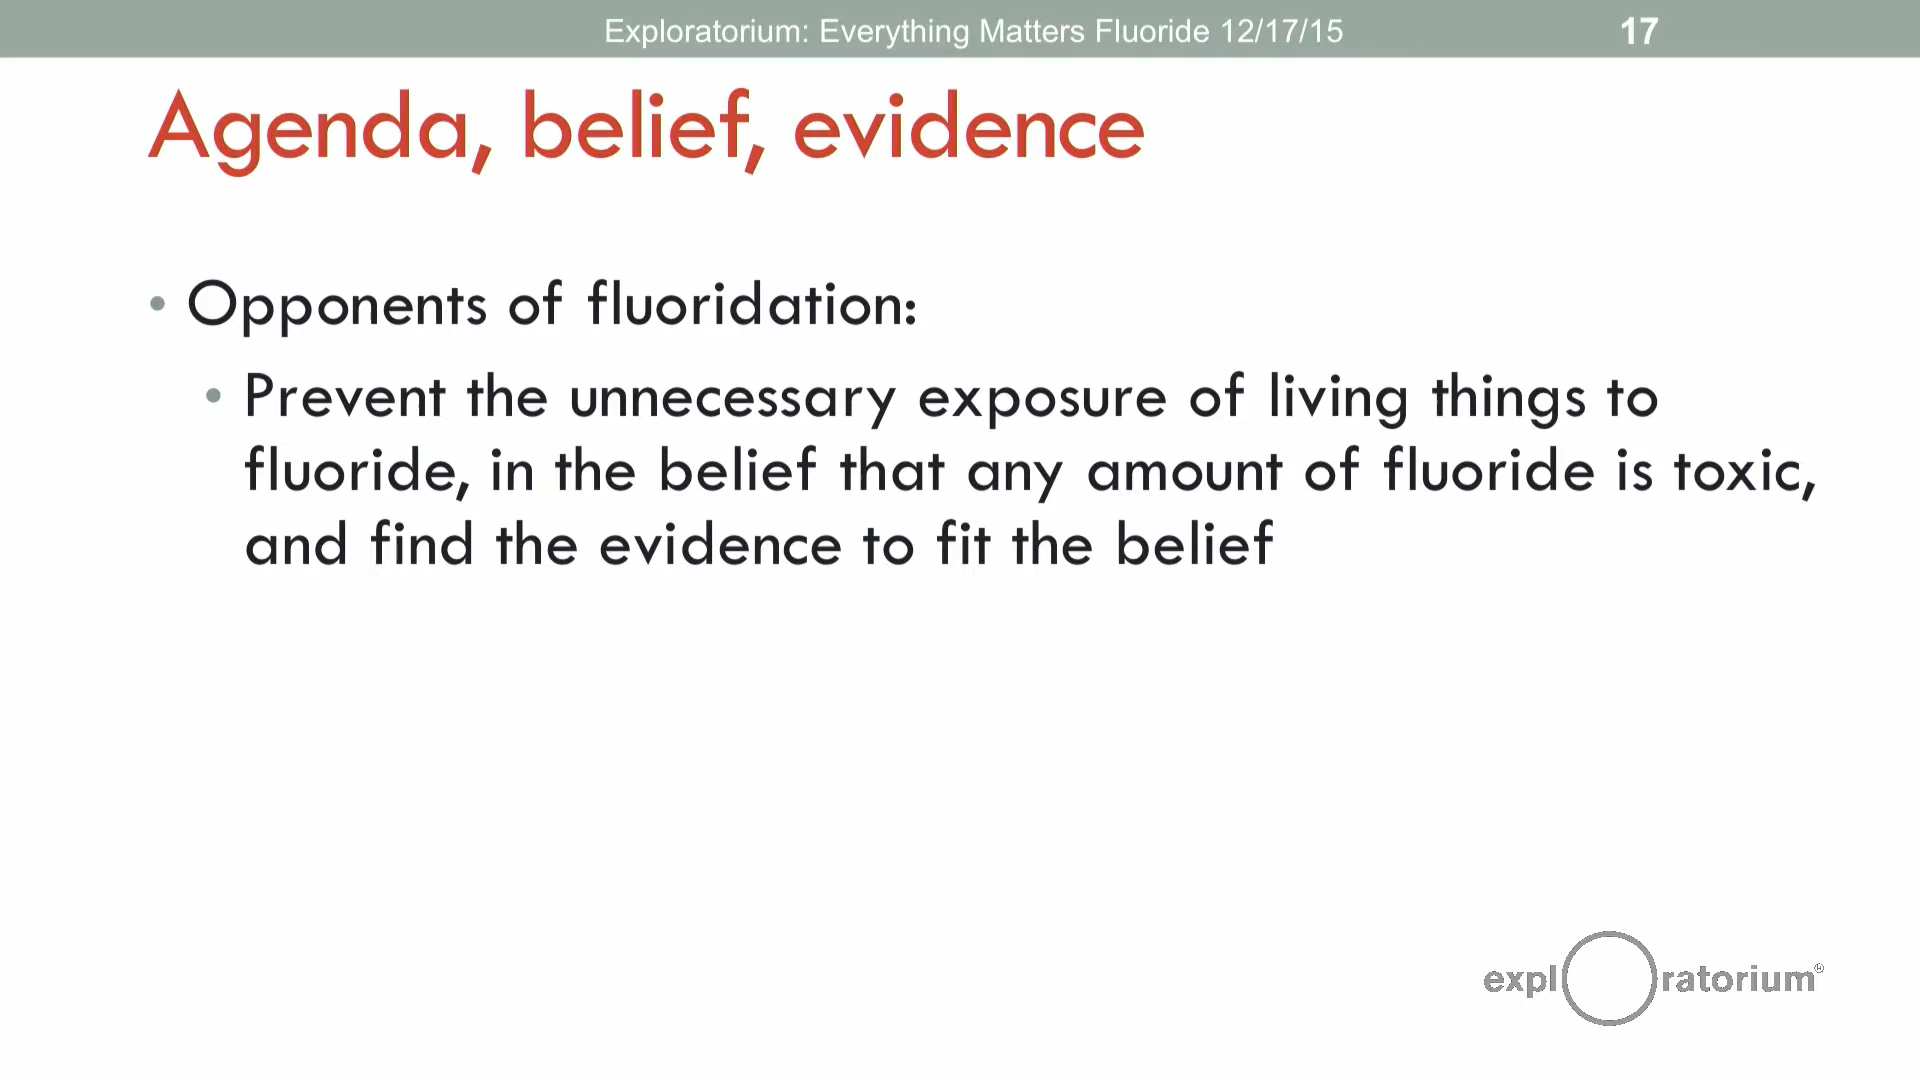 Exploratorium: Everything Matters Fluoride 12/17/15 17
Agenda, belief, evidence
• Opponents of fluoridation:
• Prevent the unnecessary exposure of living things to
fluoride, in the belief that any amount of fluoride is toxic,
and find the evidence to fit the belief
explOratorium®